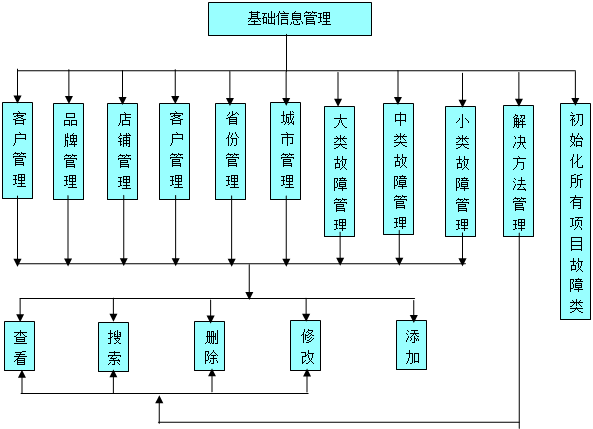 基础信息管理
客户管理
品牌管理
店铺管理
客户管理
省份管理
城市管理
大类故障管理
中类故障管理
小类故障管理
解决方法管理
初始化所有项目故障类
查看
搜索
删除
修改
添加